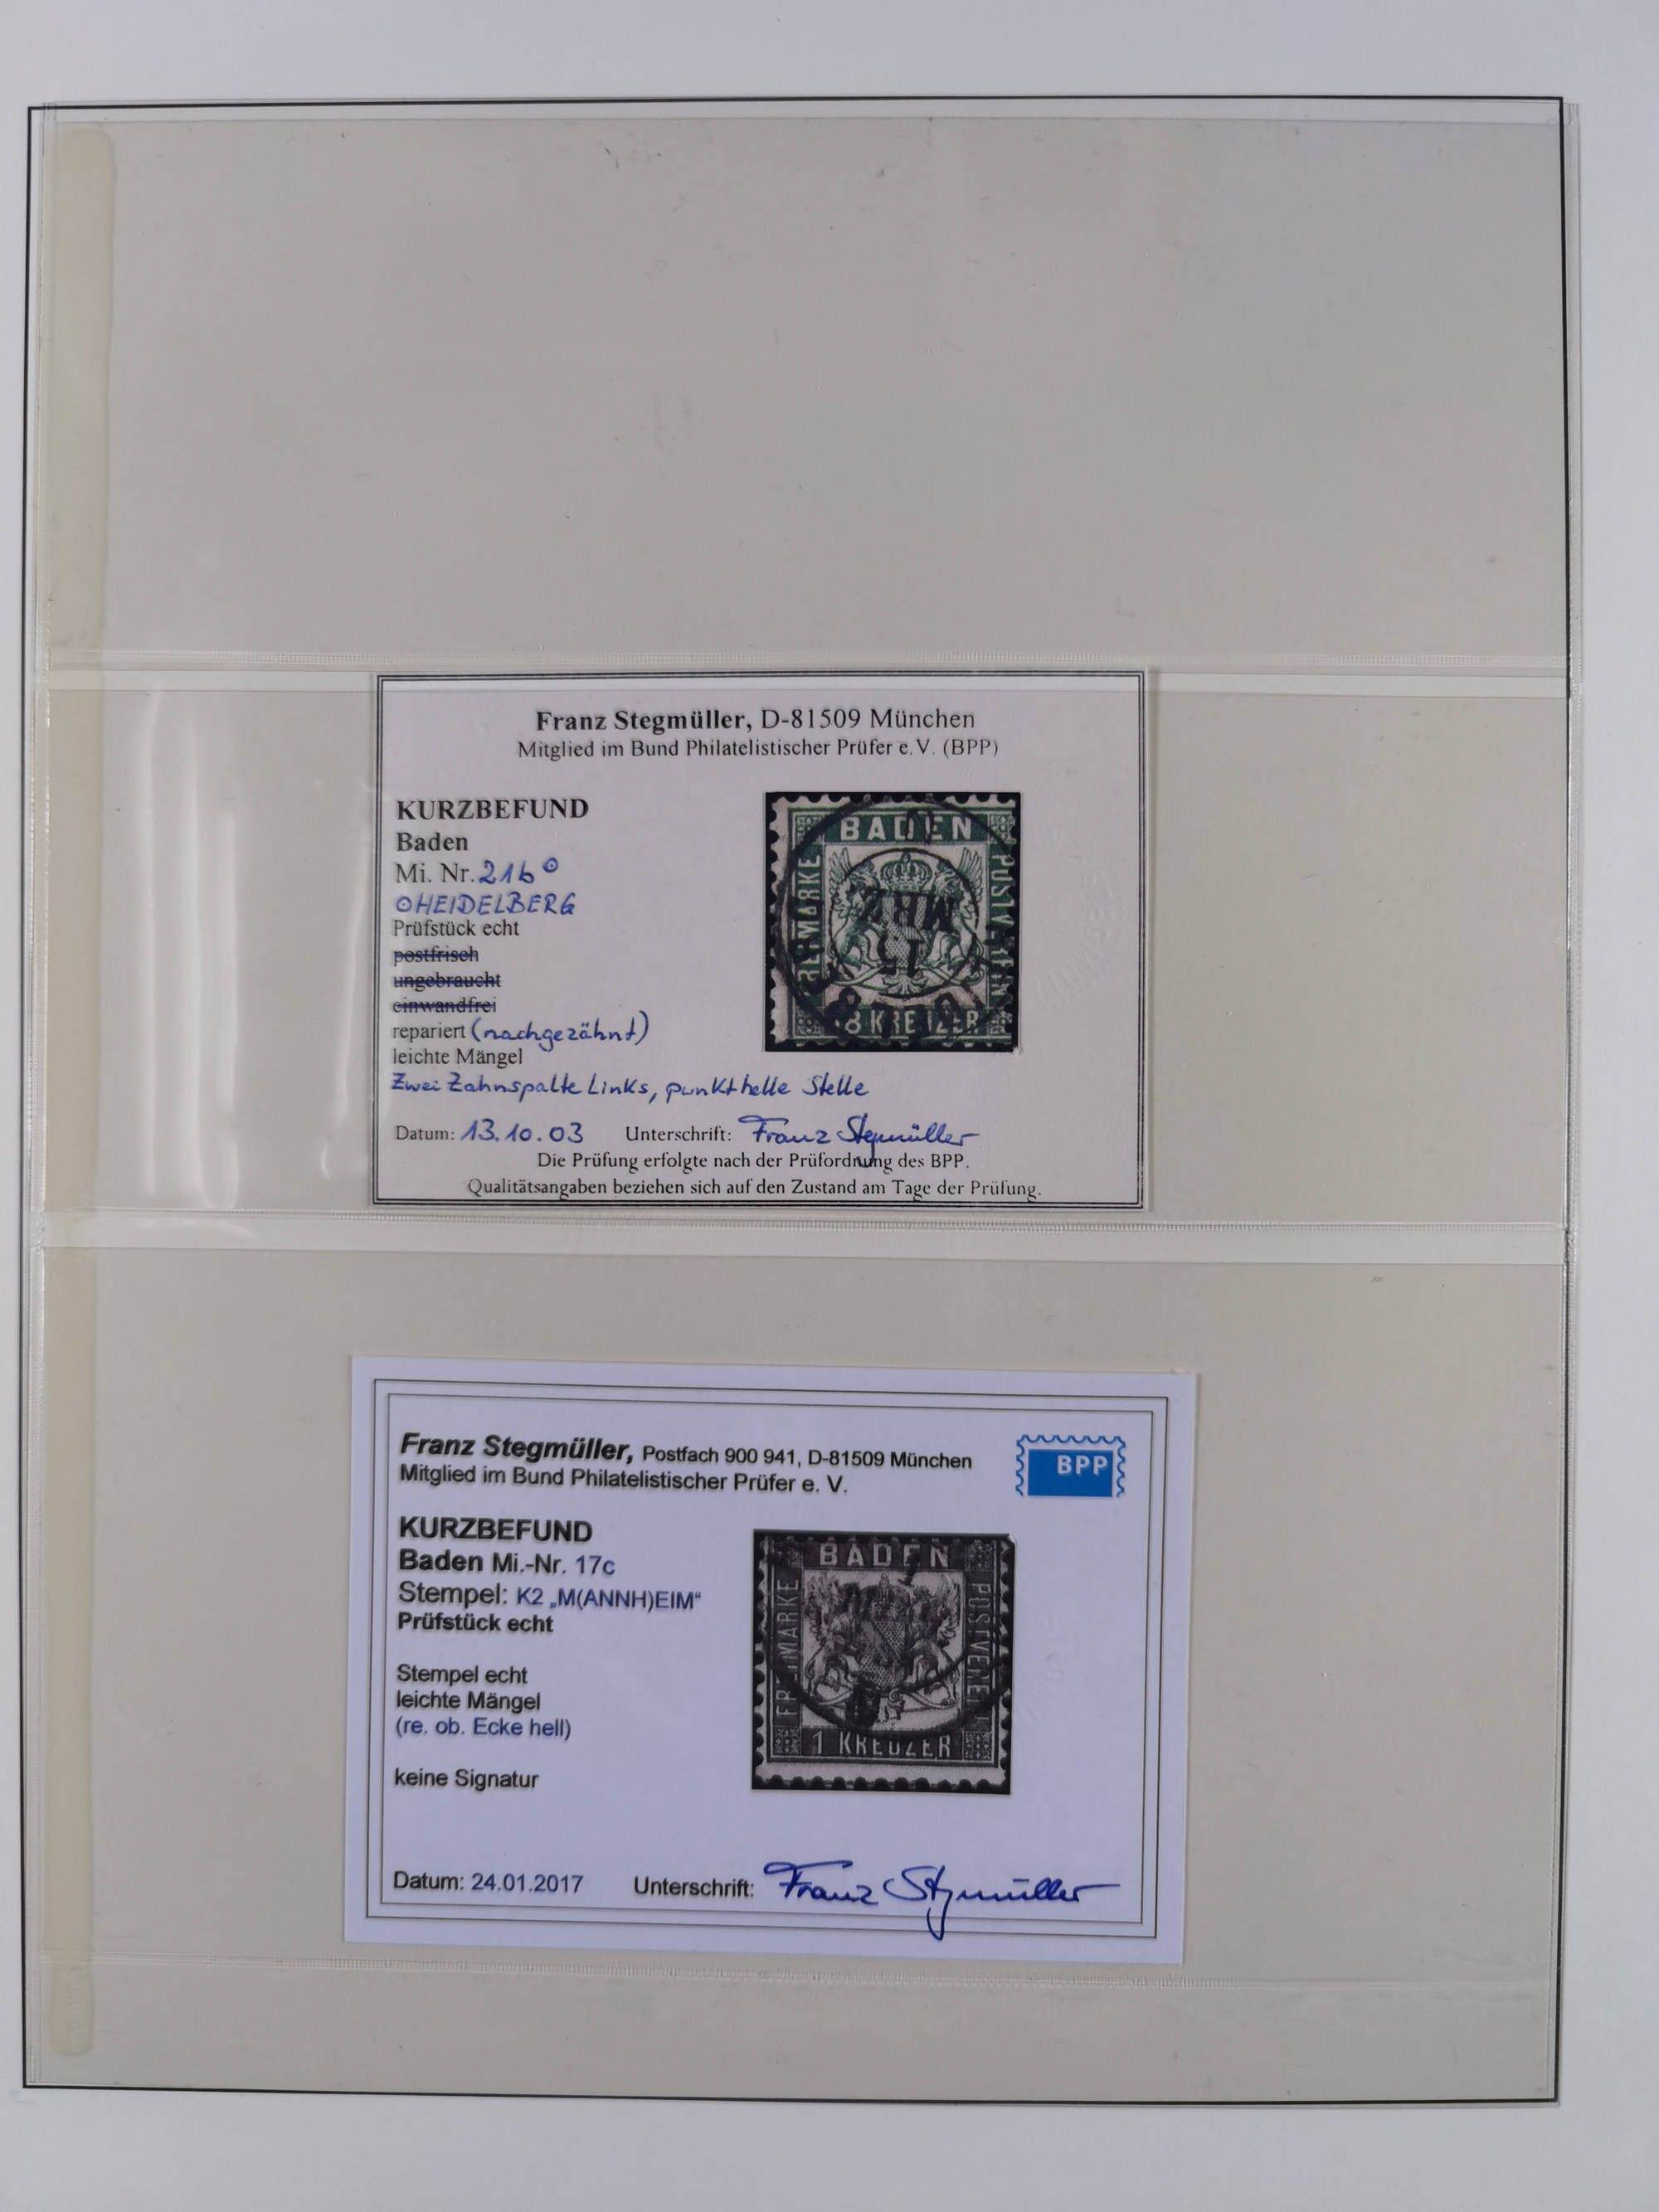 Franz Stegmüller, D-81509 München
Mitglied im Bund Philatelistischer Prüfer e.V. (BPP)
KURZBEFUND
Baden
Mi. Nr. 21b ⊙
⊙HEIDELBERG
Prüfstück echt
postfrisch
ungebraucht
einwandfrei
repariert (nachgezähnt)
leichte Mängel
Zwei Zahnspalte Links, punkthelle Stelle
Datum: 13.10.03 Unterschrift: Franz Stegmüller
Die Prüfung erfolgte nach der Prüfordnung des BPP.
Qualitätsangaben beziehen sich auf den Zustand am Tage der Prüfung.
BADEN
FREIMARKE
POSTVEREIN
18 KREUZER
15
MRZ
Franz Stegmüller, Postfach 900 941, D-81509 München
Mitglied im Bund Philatelistischer Prüfer e. V.
BPP
KURZBEFUND
Baden Mi.-Nr. 17c
Stempel: K2 „M(ANNH)EIM“
Prüfstück echt
Stempel echt
leichte Mängel
(re. ob. Ecke hell)
keine Signatur
Datum: 24.01.2017 Unterschrift: Franz Stegmüller
BADEN
FREIMARKE
POSTVEREIN
1 KREUZER